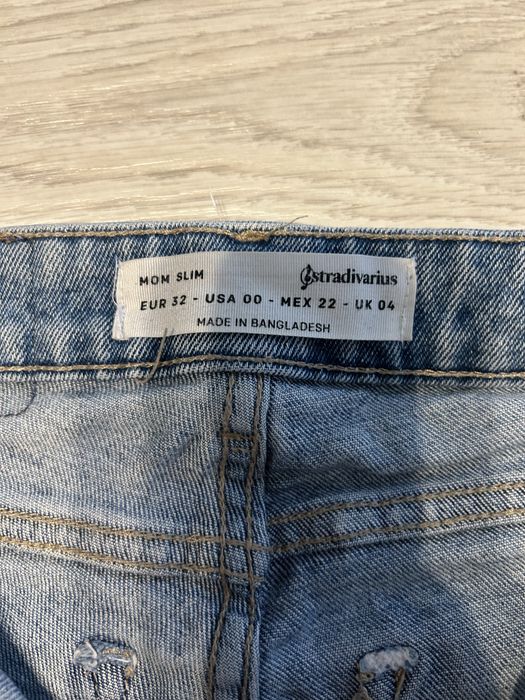 MOM SLIM stradivarius
EUR 32 - USA 00 - MEX 22 - UK 04
MADE IN BANGLADESH